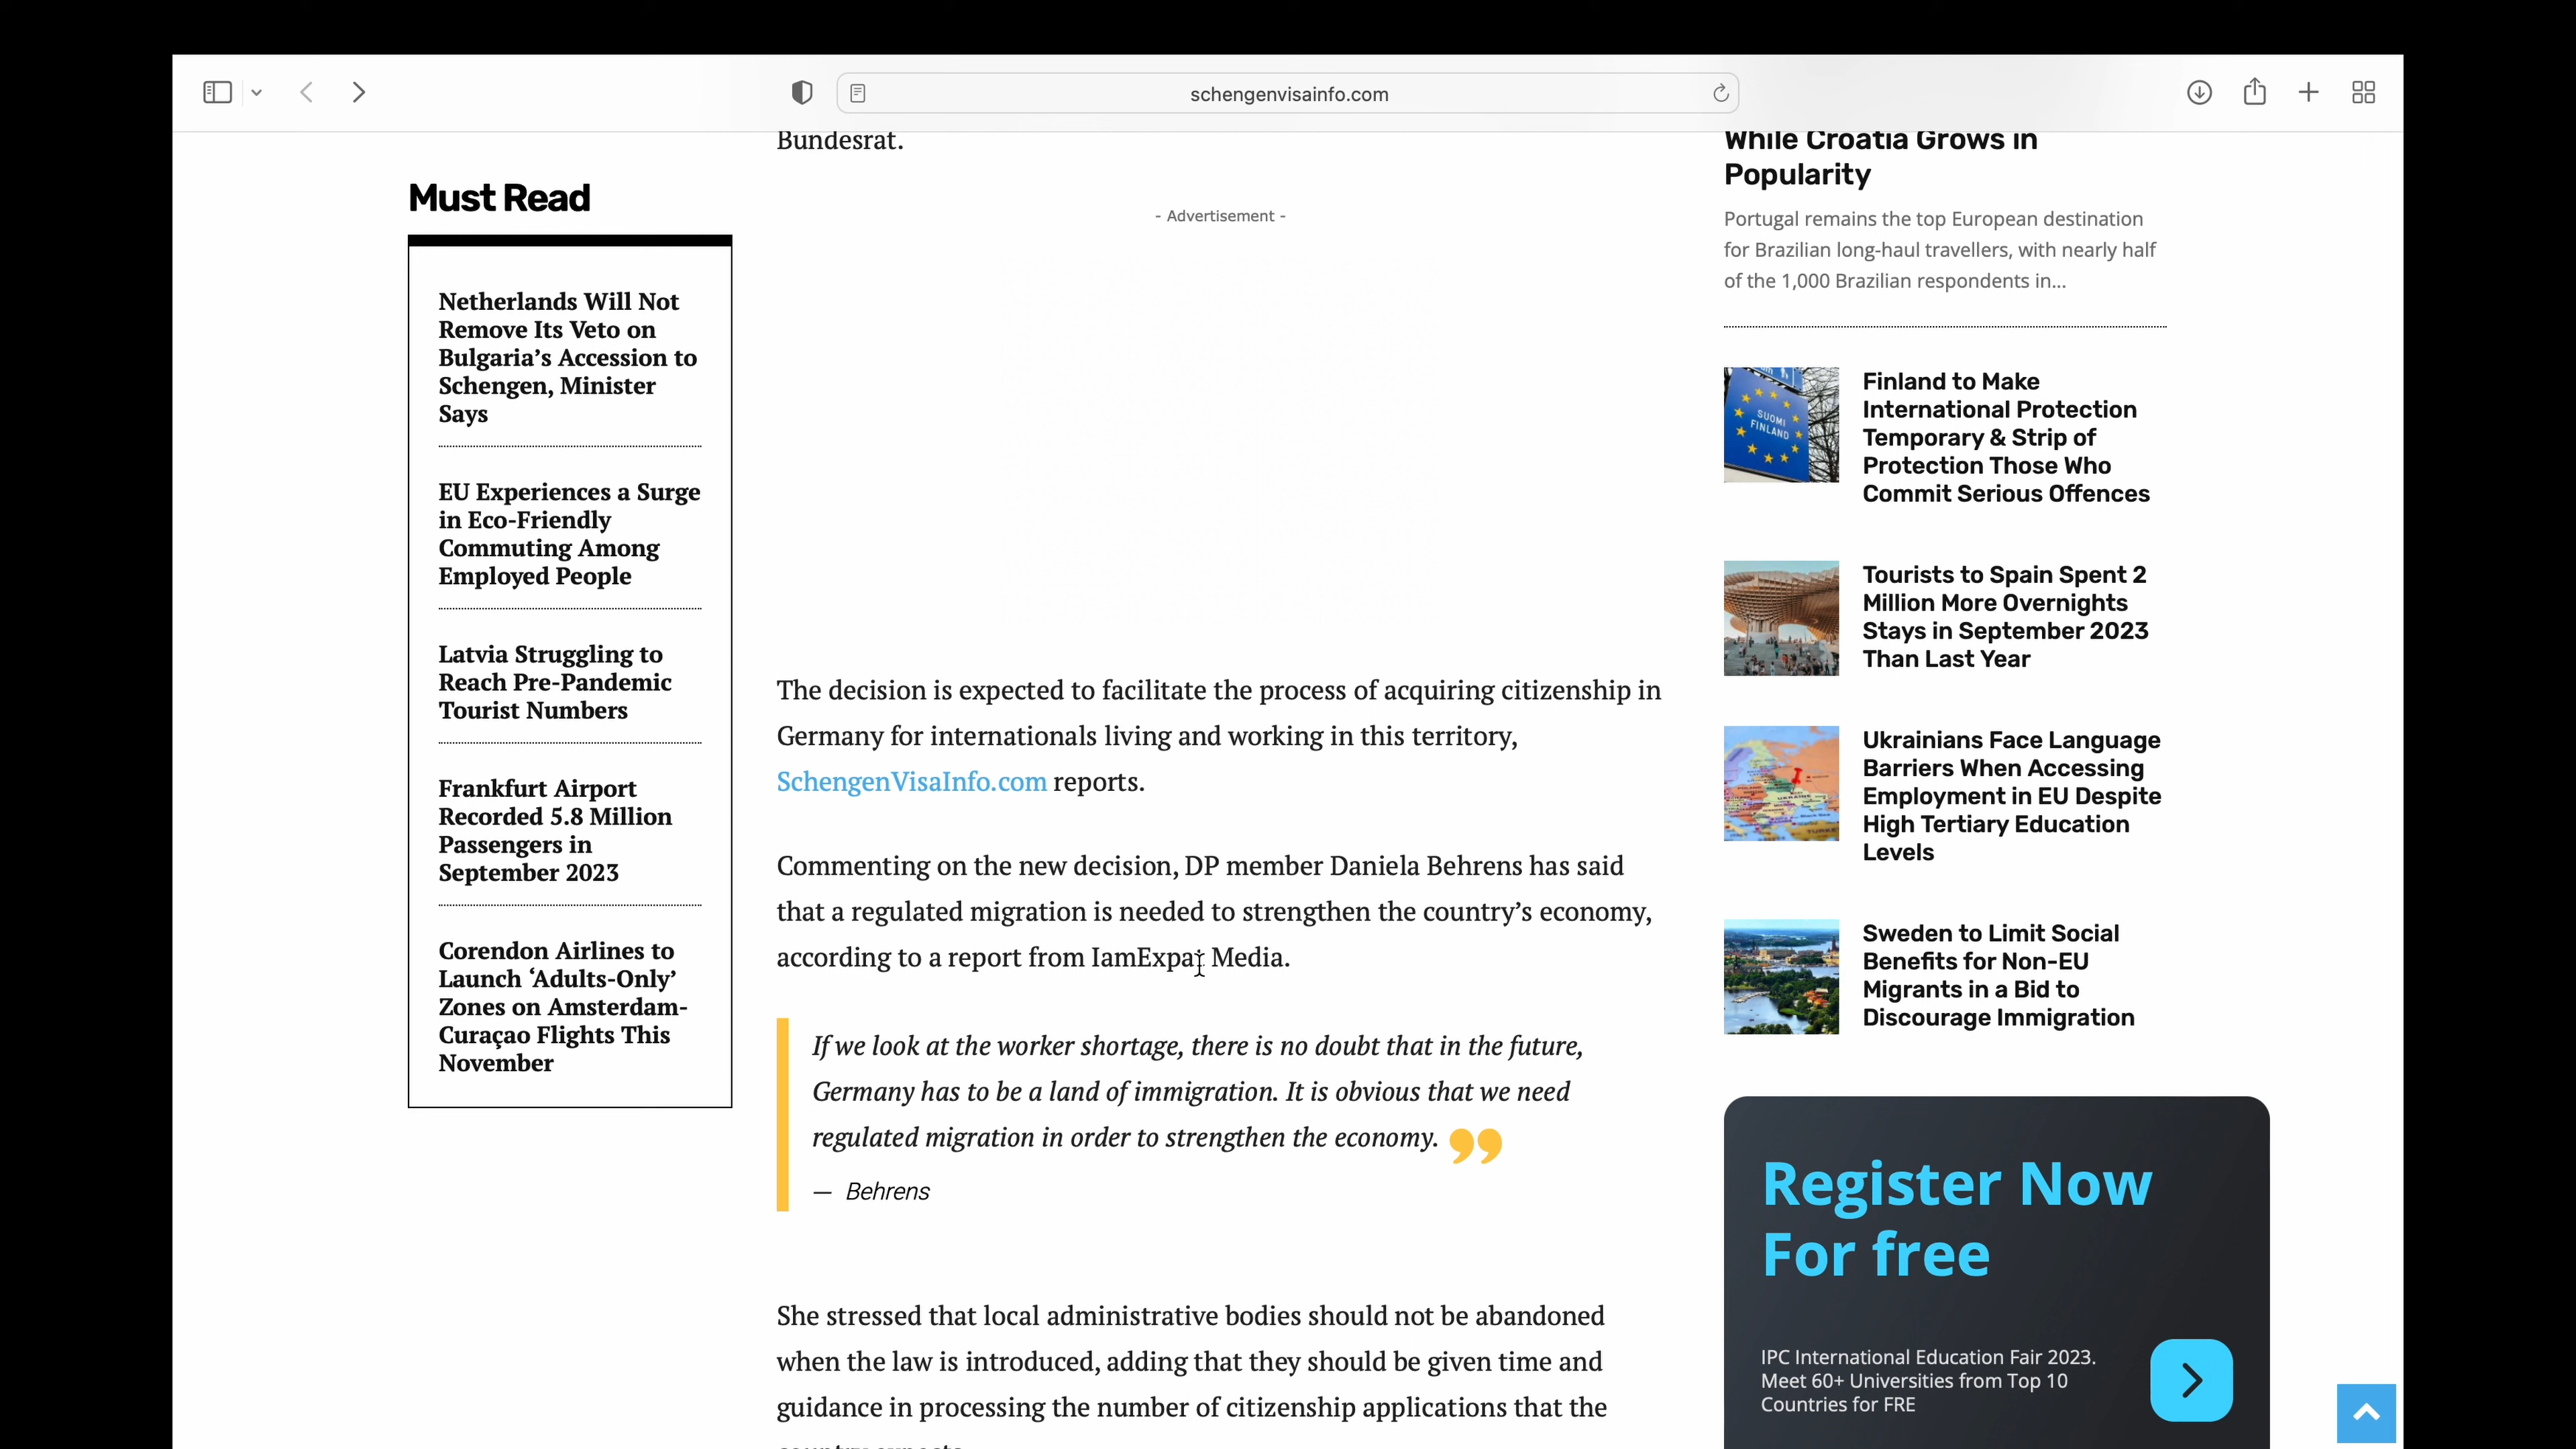 schengenvisainfo.com
Bundesrat.
Must Read
Netherlands Will Not
Remove Its Veto on
Bulgaria’s Accession to
Schengen, Minister
Says
EU Experiences a Surge
in Eco-Friendly
Commuting Among
Employed People
Latvia Struggling to
Reach Pre-Pandemic
Tourist Numbers
Frankfurt Airport
Recorded 5.8 Million
Passengers in
September 2023
Corendon Airlines to
Launch ‘Adults-Only’
Zones on Amsterdam-
Curaçao Flights This
November
- Advertisement -
The decision is expected to facilitate the process of acquiring citizenship in
Germany for internationals living and working in this territory,
SchengenVisaInfo.com reports.
Commenting on the new decision, DP member Daniela Behrens has said
that a regulated migration is needed to strengthen the country’s economy,
according to a report from IamExpat Media.
If we look at the worker shortage, there is no doubt that in the future,
Germany has to be a land of immigration. It is obvious that we need
regulated migration in order to strengthen the economy. ”
— Behrens
She stressed that local administrative bodies should not be abandoned
when the law is introduced, adding that they should be given time and
guidance in processing the number of citizenship applications that the
While Croatia Grows in
Popularity
Portugal remains the top European destination
for Brazilian long-haul travellers, with nearly half
of the 1,000 Brazilian respondents in...
SUOMI
FINLAND
Finland to Make
International Protection
Temporary & Strip of
Protection Those Who
Commit Serious Offences
Tourists to Spain Spent 2
Million More Overnights
Stays in September 2023
Than Last Year
Ukrainians Face Language
Barriers When Accessing
Employment in EU Despite
High Tertiary Education
Levels
Sweden to Limit Social
Benefits for Non-EU
Migrants in a Bid to
Discourage Immigration
Register Now
For free
IPC International Education Fair 2023.
Meet 60+ Universities from Top 10
Countries for FRE